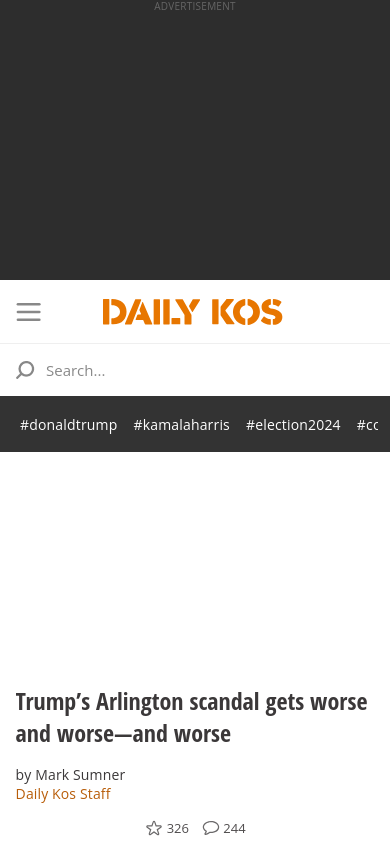 ADVERTISEMENT
DAILY KOS
Search...
#donaldtrump #kamalaharris #election2024
Trump’s Arlington scandal gets worse
and worse—and worse
by Mark Sumner
Daily Kos Staff
326 244